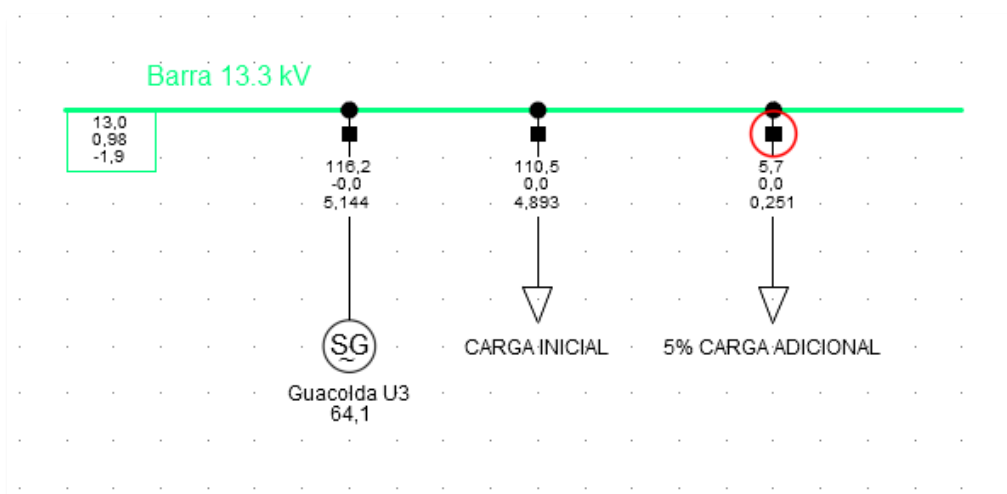 Barra 13.3 kV
13,0
0,98
-1,9
116,2
-0,0
5,144
110,5
0,0
4,893
5,7
0,0
0,251
SG
~
Guacolda U3
64,1
CARGA INICIAL
5% CARGA ADICIONAL